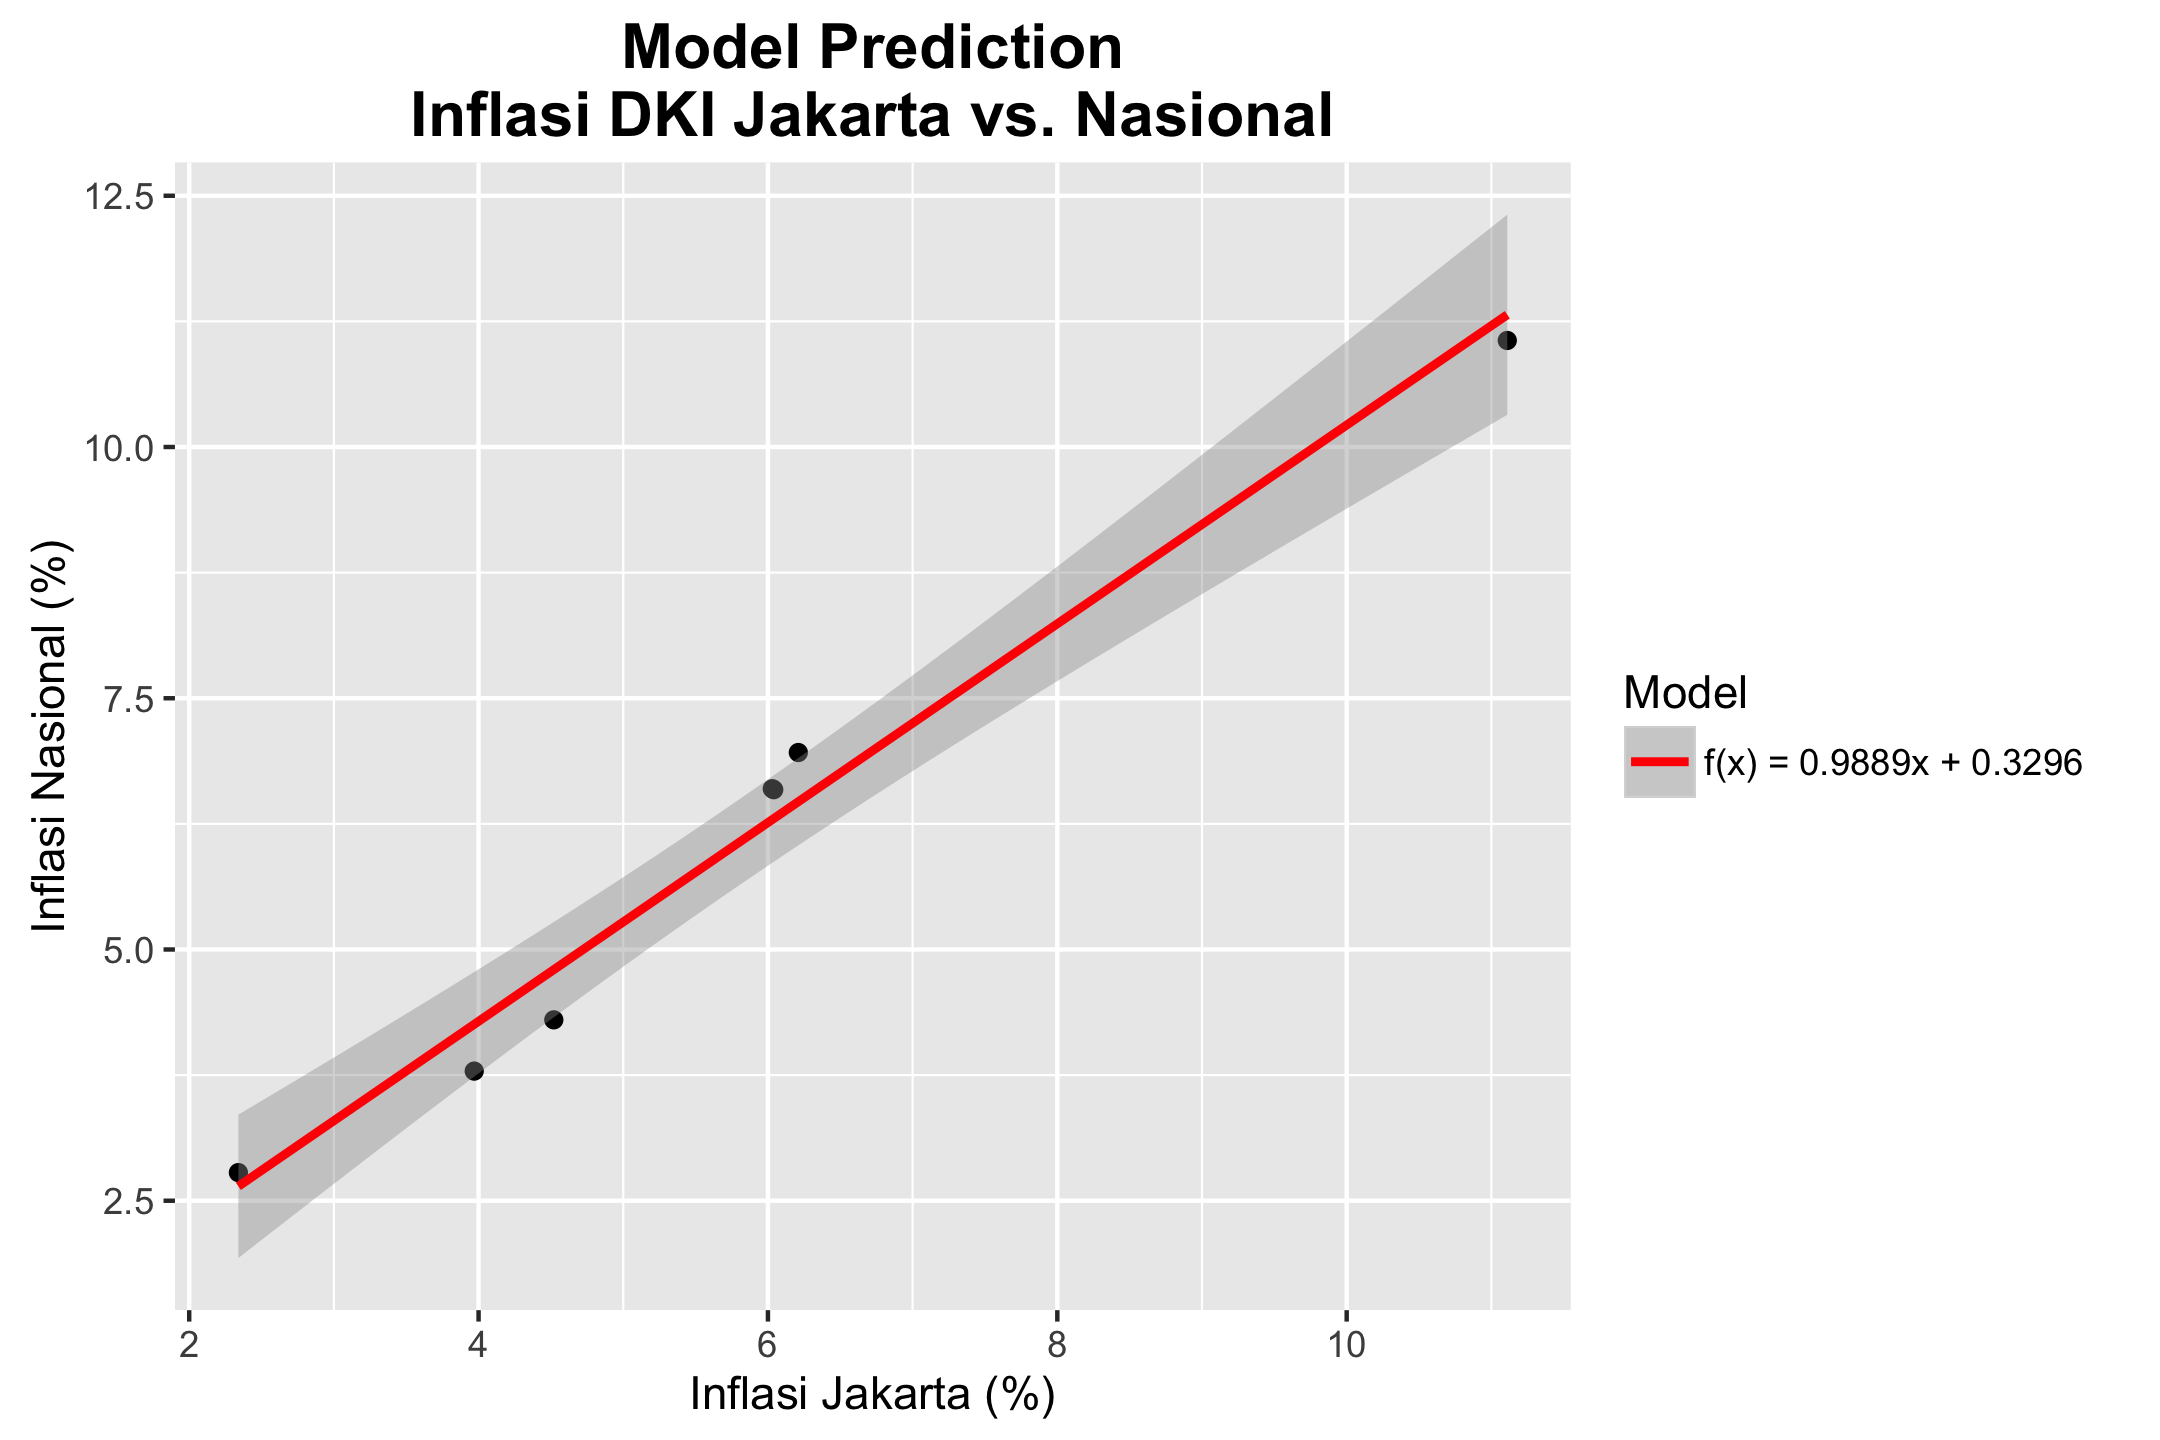 Model Prediction
Inflasi DKI Jakarta vs. Nasional
12.5
10.0
7.5
5.0
2.5
Inflasi Nasional (%)
2 4 6 8 10
Inflasi Jakarta (%)
Model
f(x) = 0.9889x + 0.3296